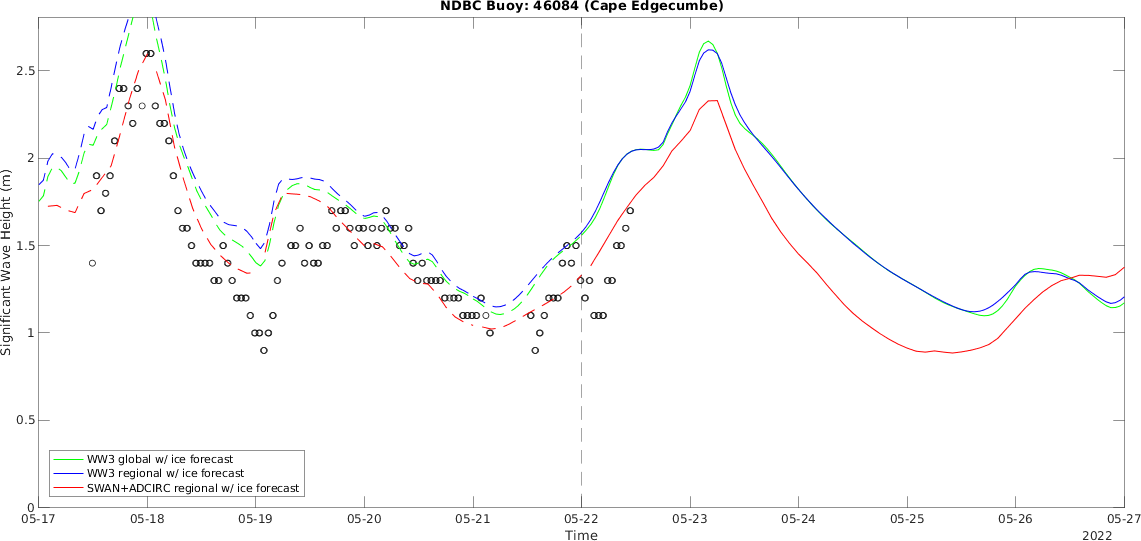 NDBC Buoy: 46084 (Cape Edgecumbe)
Significant Wave Height (m)
2.5
2
1.5
1
0.5
0
WW3 global w/ ice forecast
WW3 regional w/ ice forecast
SWAN+ADCIRC regional w/ ice forecast
05-17 05-18 05-19 05-20 05-21 05-22 05-23 05-24 05-25 05-26 05-27
Time
2022